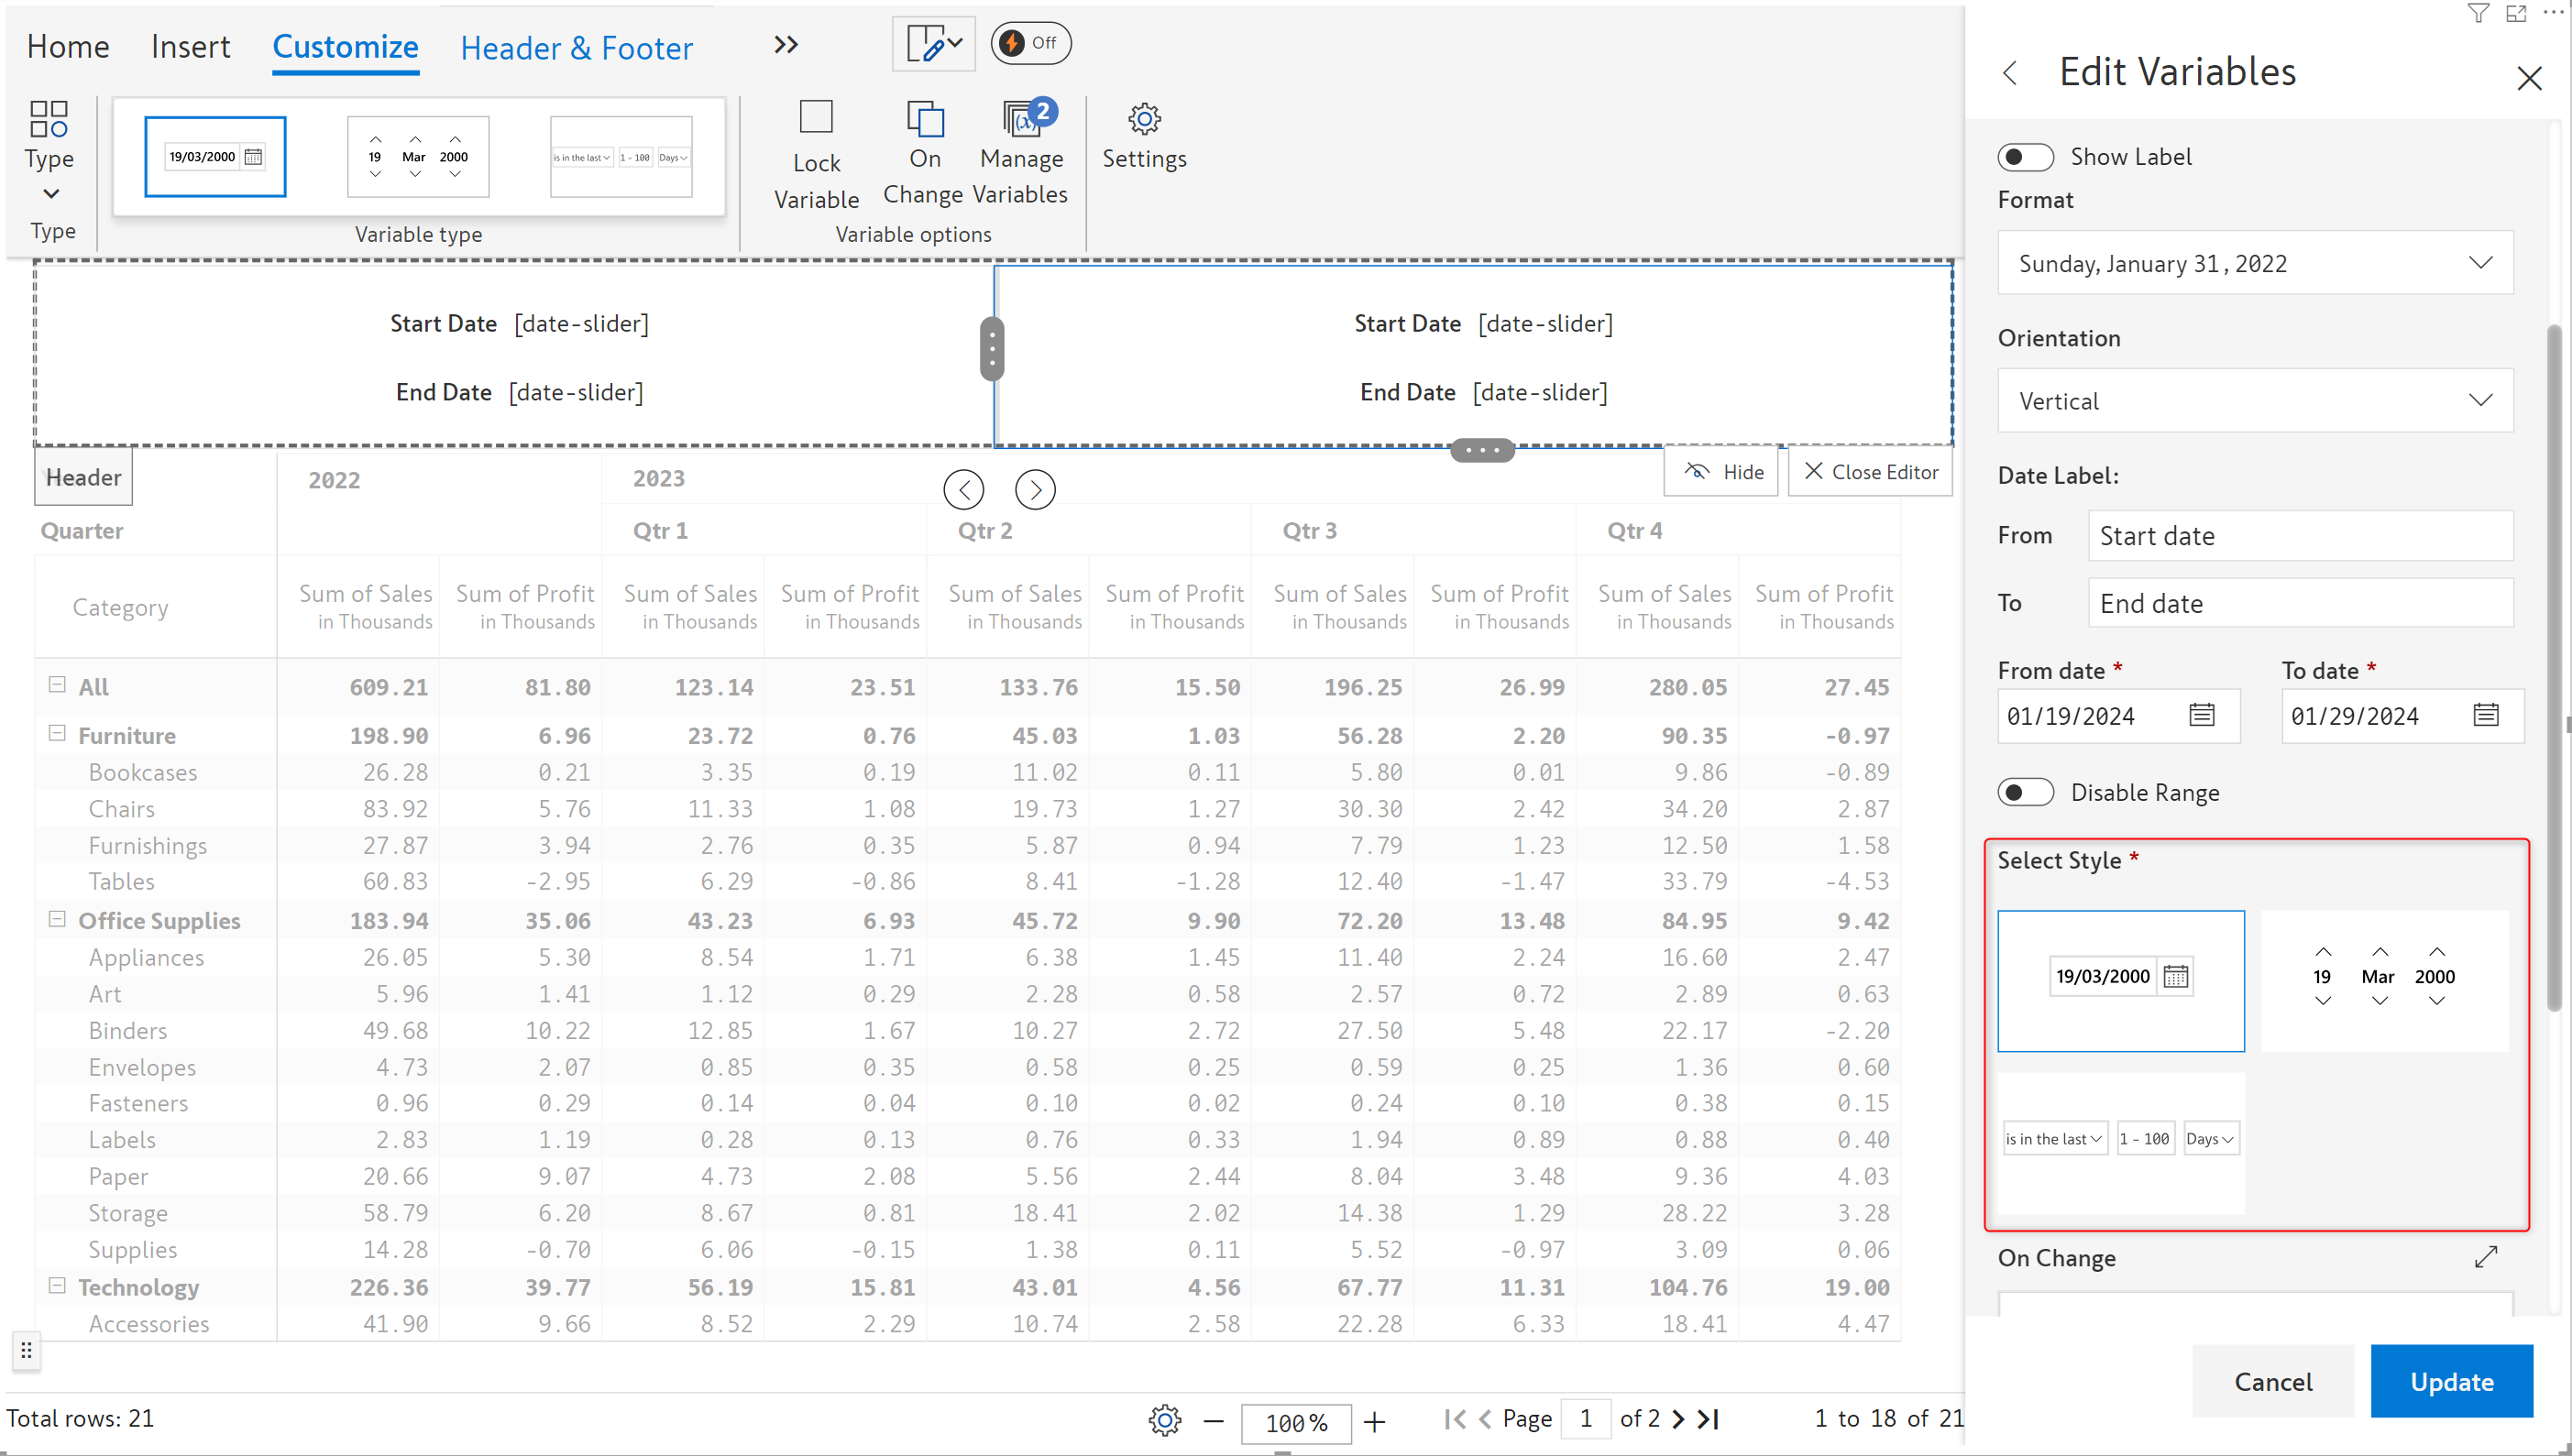 Home Insert Customize Header & Footer Off
Type
Type
19/03/2000
19 Mar 2000
is in the last 1 - 100 Days
Variable type
Lock Variable
On Change
2
Manage Variables
Variable options
Settings
Start Date [date-slider]
End Date [date-slider]
Start Date [date-slider]
End Date [date-slider]
Header
Hide
Close Editor
2022 2023
Quarter Qtr 1 Qtr 2 Qtr 3 Qtr 4
Category Sum of Sales Sum of Profit Sum of Sales Sum of Profit Sum of Sales Sum of Profit Sum of Sales Sum of Profit Sum of Sales Sum of Profit
in Thousands in Thousands in Thousands in Thousands in Thousands in Thousands in Thousands in Thousands in Thousands in Thousands
All 609.21 81.80 123.14 23.51 133.76 15.50 196.25 26.99 280.05 27.45
Furniture 198.90 6.96 23.72 0.76 45.03 1.03 56.28 2.20 90.35 -0.97
Bookcases 26.28 0.21 3.35 0.19 11.02 0.11 5.80 0.01 9.86 -0.89
Chairs 83.92 5.76 11.33 1.08 19.73 1.27 30.30 2.42 34.20 2.87
Furnishings 27.87 3.94 2.76 0.35 5.87 0.94 7.79 1.23 12.50 1.58
Tables 60.83 -2.95 6.29 -0.86 8.41 -1.28 12.40 -1.47 33.79 -4.53
Office Supplies 183.94 35.06 43.23 6.93 45.72 9.90 72.20 13.48 84.95 9.42
Appliances 26.05 5.30 8.54 1.71 6.38 1.45 11.40 2.24 16.60 2.47
Art 5.96 1.41 1.12 0.29 2.28 0.58 2.57 0.72 2.89 0.63
Binders 49.68 10.22 12.85 1.67 10.27 2.72 27.50 5.48 22.17 -2.20
Envelopes 4.73 2.07 0.85 0.35 0.58 0.25 0.59 0.25 1.36 0.60
Fasteners 0.96 0.29 0.14 0.04 0.10 0.02 0.24 0.10 0.38 0.15
Labels 2.83 1.19 0.28 0.13 0.76 0.33 1.94 0.89 0.88 0.40
Paper 20.66 9.07 4.73 2.08 5.56 2.44 8.04 3.48 9.36 4.03
Storage 58.79 6.20 8.67 0.81 18.41 2.02 14.38 1.29 28.22 3.28
Supplies 14.28 -0.70 6.06 -0.15 1.38 0.11 5.52 -0.97 3.09 0.06
Technology 226.36 39.77 56.19 15.81 43.01 4.56 67.77 11.31 104.76 19.00
Accessories 41.90 9.66 8.52 2.29 10.74 2.58 22.28 6.33 18.41 4.47
Total rows: 21 100% Page 1 of 2 1 to 18 of 21
Edit Variables
Show Label
Format
Sunday, January 31, 2022
Orientation
Vertical
Date Label:
From Start date
To End date
From date * To date *
01/19/2024 01/29/2024
Disable Range
Select Style *
19/03/2000
19 Mar 2000
is in the last 1 - 100 Days
On Change
Cancel Update